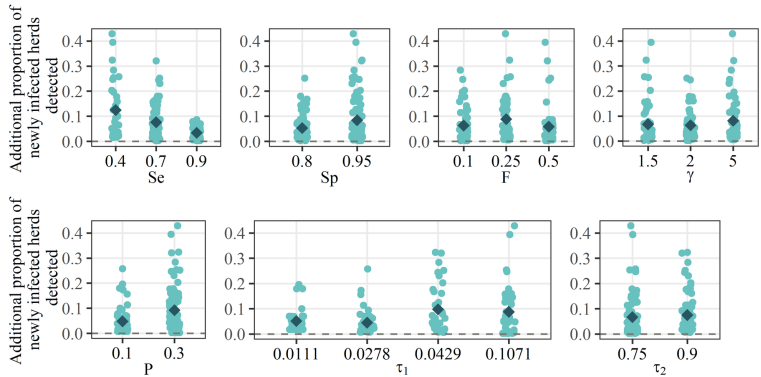 Additional proportion of
newly infected herds
detected
0.4
0.3
0.2
0.1
0.0
0.4 0.7 0.9
Se
0.4
0.3
0.2
0.1
0.0
0.8 0.95
Sp
0.4
0.3
0.2
0.1
0.0
0.1 0.25 0.5
F
0.4
0.3
0.2
0.1
0.0
1.5 2 5
γ
Additional proportion of
newly infected herds
detected
0.4
0.3
0.2
0.1
0.0
0.1 0.3
P
0.4
0.3
0.2
0.1
0.0
0.0111 0.0278 0.0429 0.1071
τ1
0.4
0.3
0.2
0.1
0.0
0.75 0.9
τ2